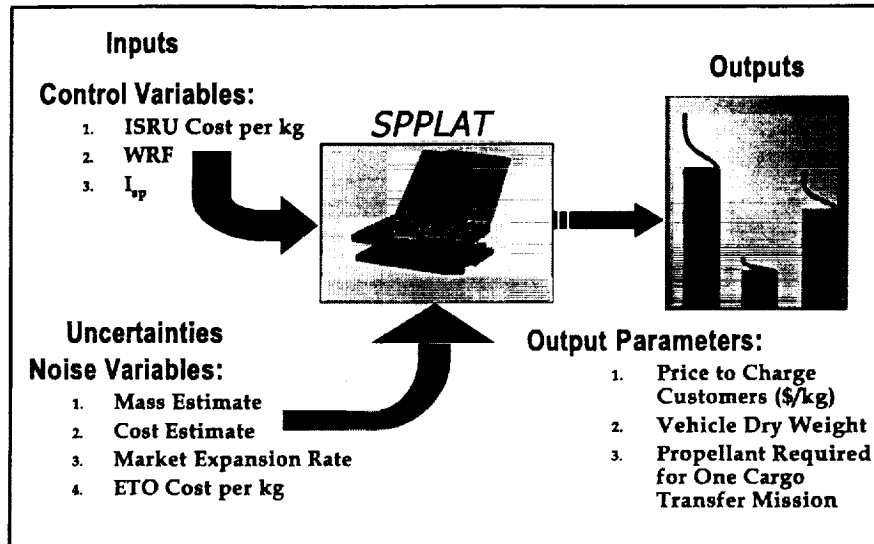 Inputs
Control Variables:
1. ISRU Cost per kg
2. WRF
3. Isp
SPPLAT
Outputs
Uncertainties
Noise Variables:
1. Mass Estimate
2. Cost Estimate
3. Market Expansion Rate
4. ETO Cost per kg
Output Parameters:
1. Price to Charge
Customers ($/kg)
2. Vehicle Dry Weight
3. Propellant Required
for One Cargo
Transfer Mission